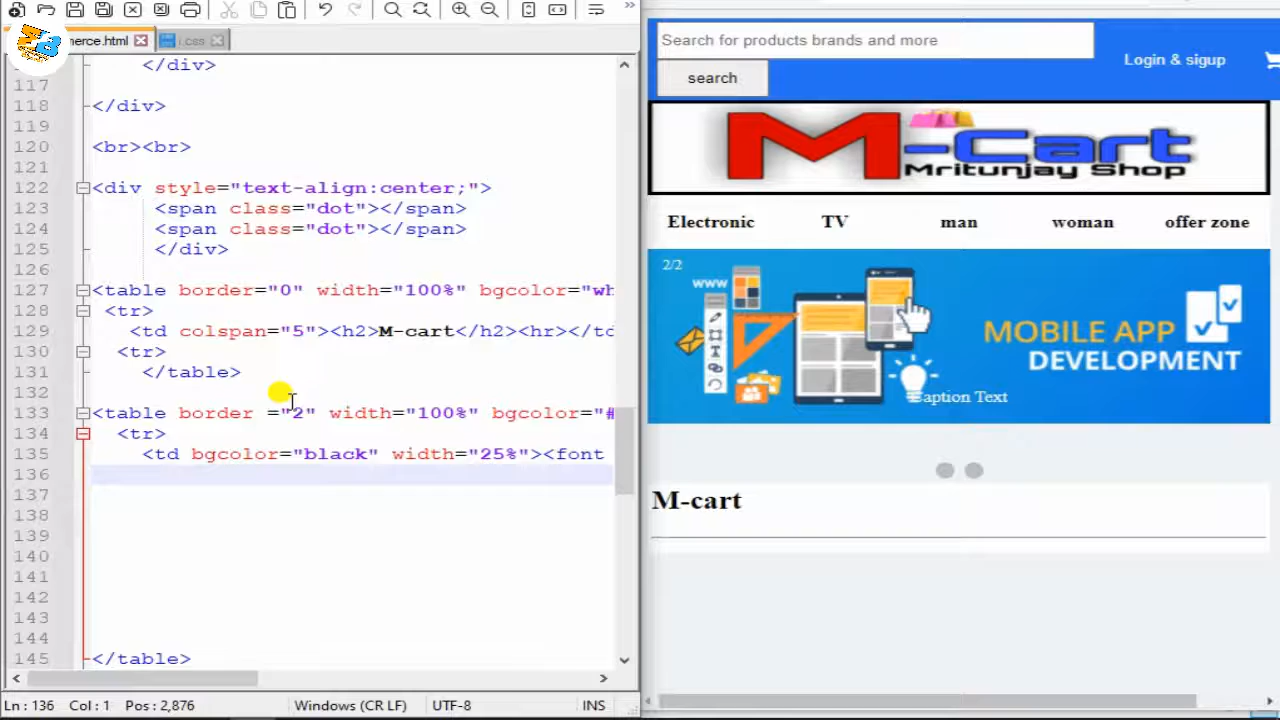 merce.html
i.css
</div>
117
118 </div>
119
120 <br><br>
121
122 <div style="text-align:center;">
123 <span class="dot"></span>
124 <span class="dot"></span>
125 </div>
126
127 <table border="0" width="100%" bgcolor="wh
128 <tr>
129 <td colspan="5"><h2>M-cart</h2><hr></td
130 <tr>
131 </table>
132
133 <table border ="2" width="100%" bgcolor="#
134 <tr>
135 <td bgcolor="black" width="25%"><font
136
137
138
139
140
141
142
143
144
145 </table>
Ln : 136 Col : 1 Pos : 2,876 Windows (CR LF) UTF-8 INS
Search for products brands and more
search
Login & sigup
M-Cart
Mritunjay Shop
Electronic TV man woman offer zone
2/2
WWW
T
MOBILE APP
DEVELOPMENT
Caption Text
M-cart